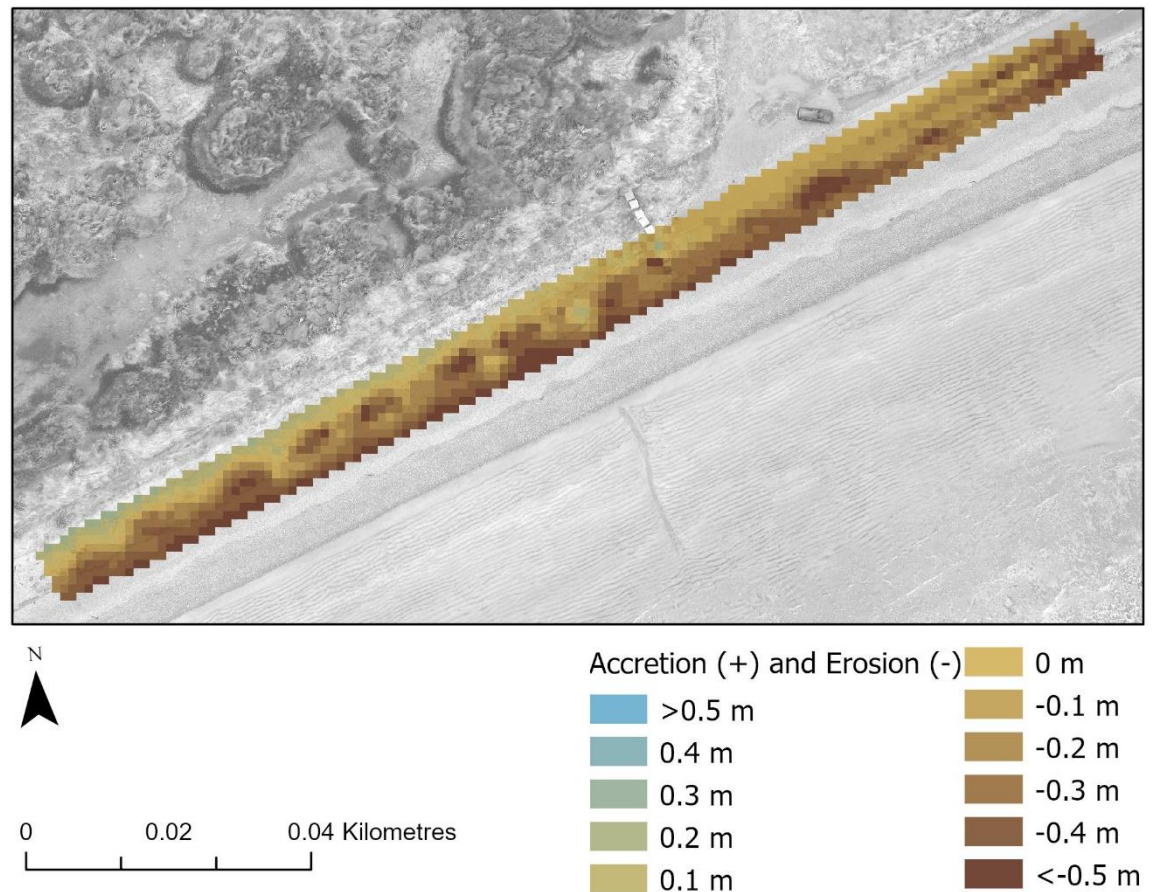 N
0 0.02 0.04 Kilometres
Accretion (+) and Erosion (-)
>0.5 m
0.4 m
0.3 m
0.2 m
0.1 m
0 m
-0.1 m
-0.2 m
-0.3 m
-0.4 m
<-0.5 m